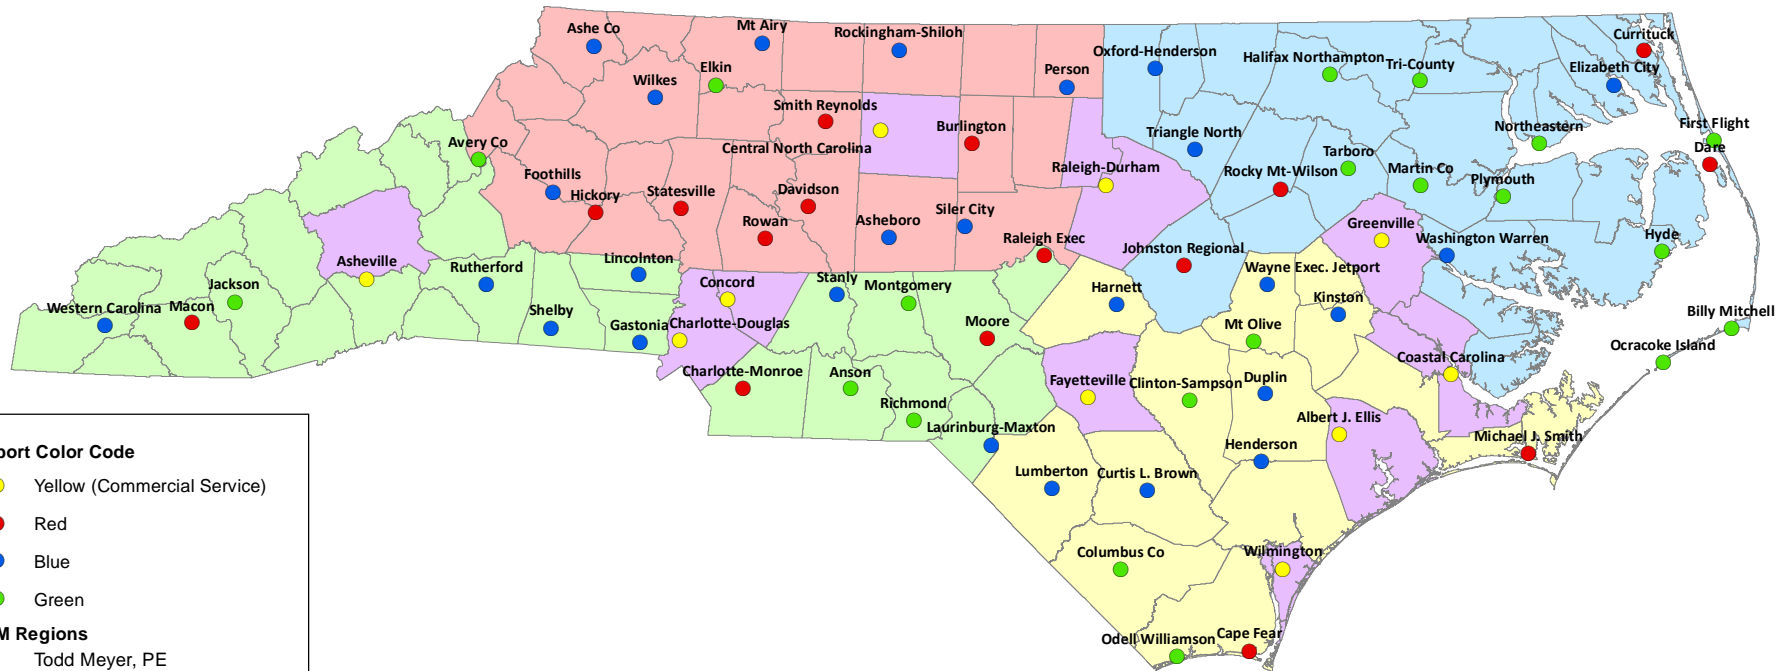 Ashe Co
Mt Airy
Rockingham-Shiloh
Currituck
Oxford-Henderson
Halifax Northampton
Tri-County
Elizabeth City
Elkin
Person
Wilkes
Smith Reynolds
Burlington
Triangle North
Northeastern
First Flight
Avery Co
Central North Carolina
Dare
Raleigh-Durham
Tarboro
Rocky Mt-Wilson
Martin Co
Plymouth
Foothills
Hickory
Statesville
Davidson
Rowan
Asheboro
Siler City
Greenville
Raleigh Exec
Johnston Regional
Washington Warren
Hyde
Asheville
Rutherford
Lincolnton
Concord
Stanly
Montgomery
Harnett
Wayne Exec. Jetport
Jackson
Western Carolina
Macon
Shelby
Gastonia
Charlotte-Douglas
Moore
Mt Olive
Kinston
Billy Mitchell
Ocracoke Island
Coastal Carolina
Charlotte-Monroe
Anson
Richmond
Fayetteville
Clinton-Sampson
Duplin
Laurinburg-Maxton
Albert J. Ellis
Michael J. Smith
Henderson
Lumberton
Curtis L. Brown
Columbus Co
Wilmington
Odell Williamson
Cape Fear
port Color Code
Yellow (Commercial Service)
Red
Blue
Green
M Regions
Todd Meyer, PE